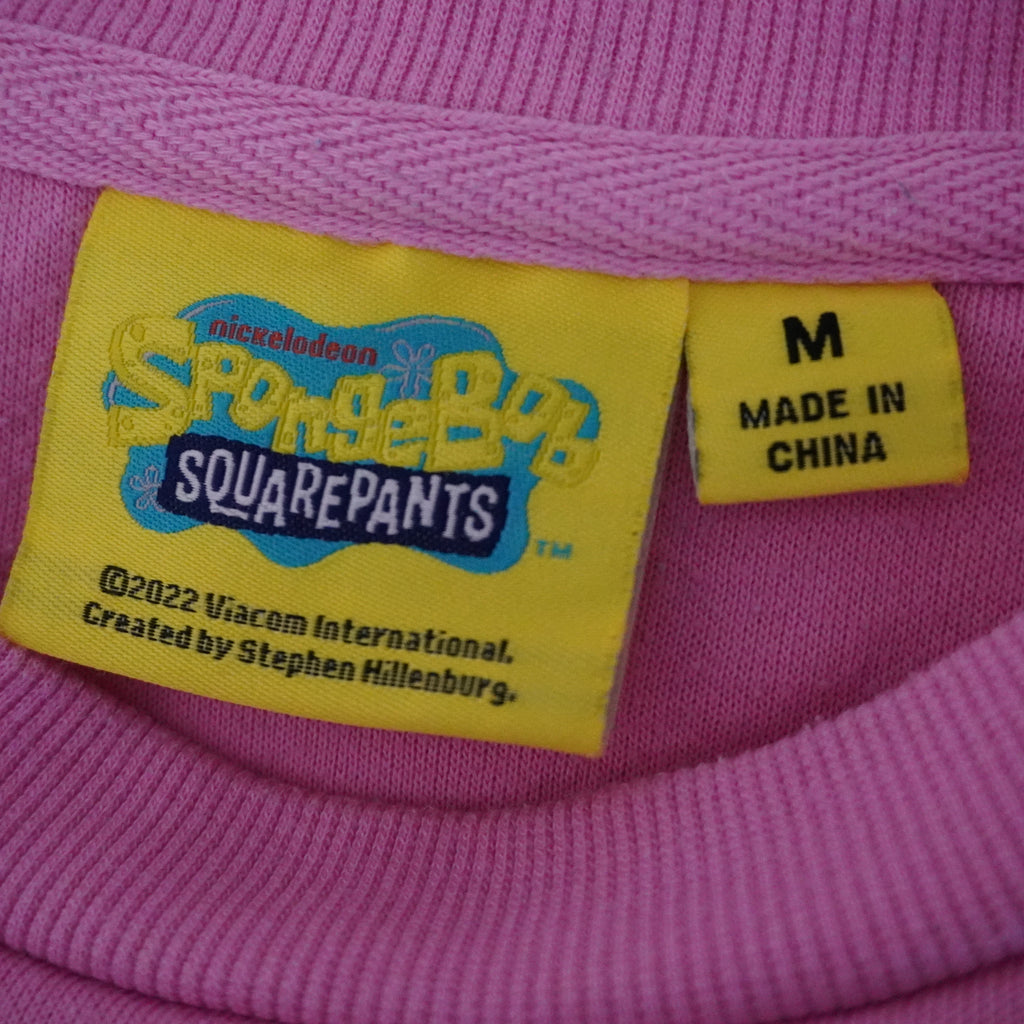 nickelodeon
SpongeBob
SQUAREPANTS
TM
©2022 Viacom International.
Created by Stephen Hillenburg.
M
MADE IN
CHINA